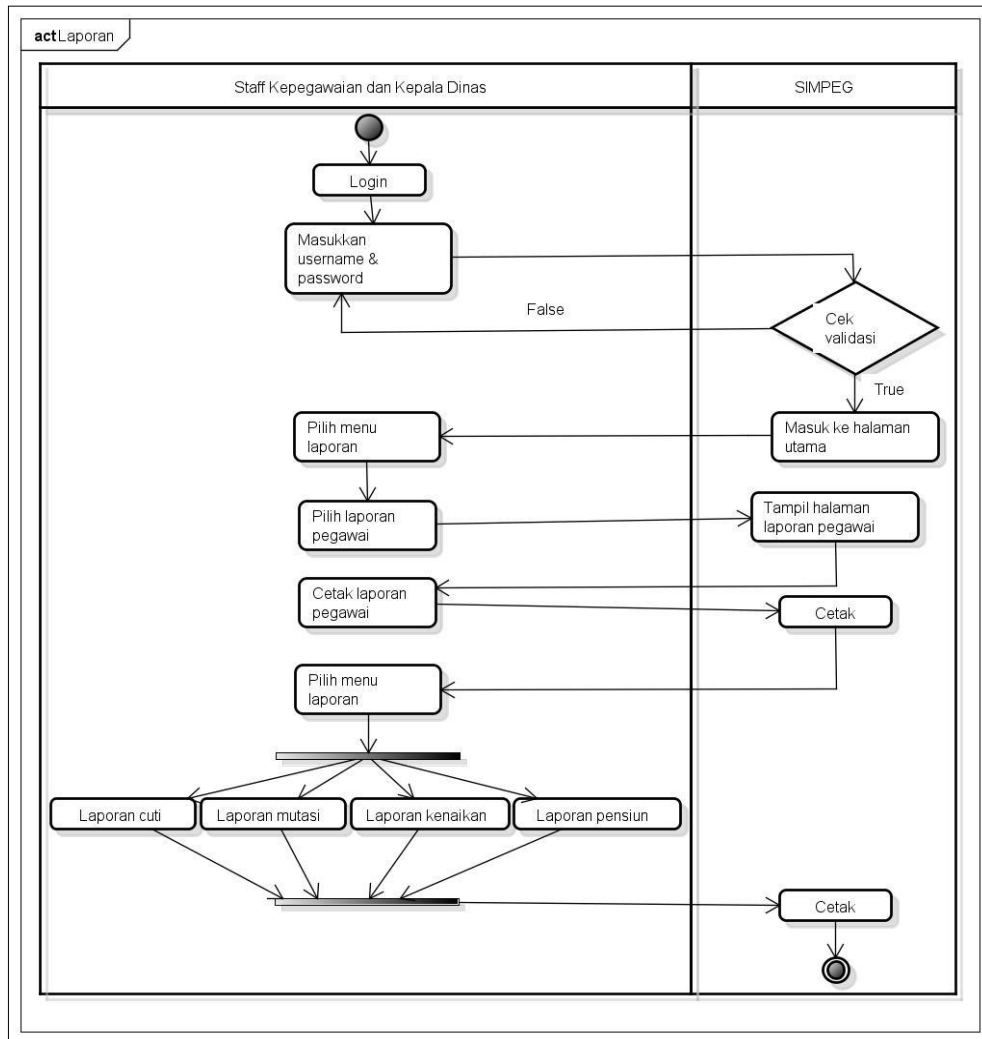 actLaporan
Staff Kepegawaian dan Kepala Dinas
SIMPEG
Login
Masukkan
username &
password
False
Cek
validasi
True
Masuk ke halaman
utama
Pilih menu
laporan
Pilih laporan
pegawai
Tampil halaman
laporan pegawai
Cetak laporan
pegawai
Cetak
Pilih menu
laporan
Laporan cuti
Laporan mutasi
Laporan kenaikan
Laporan pensiun
Cetak